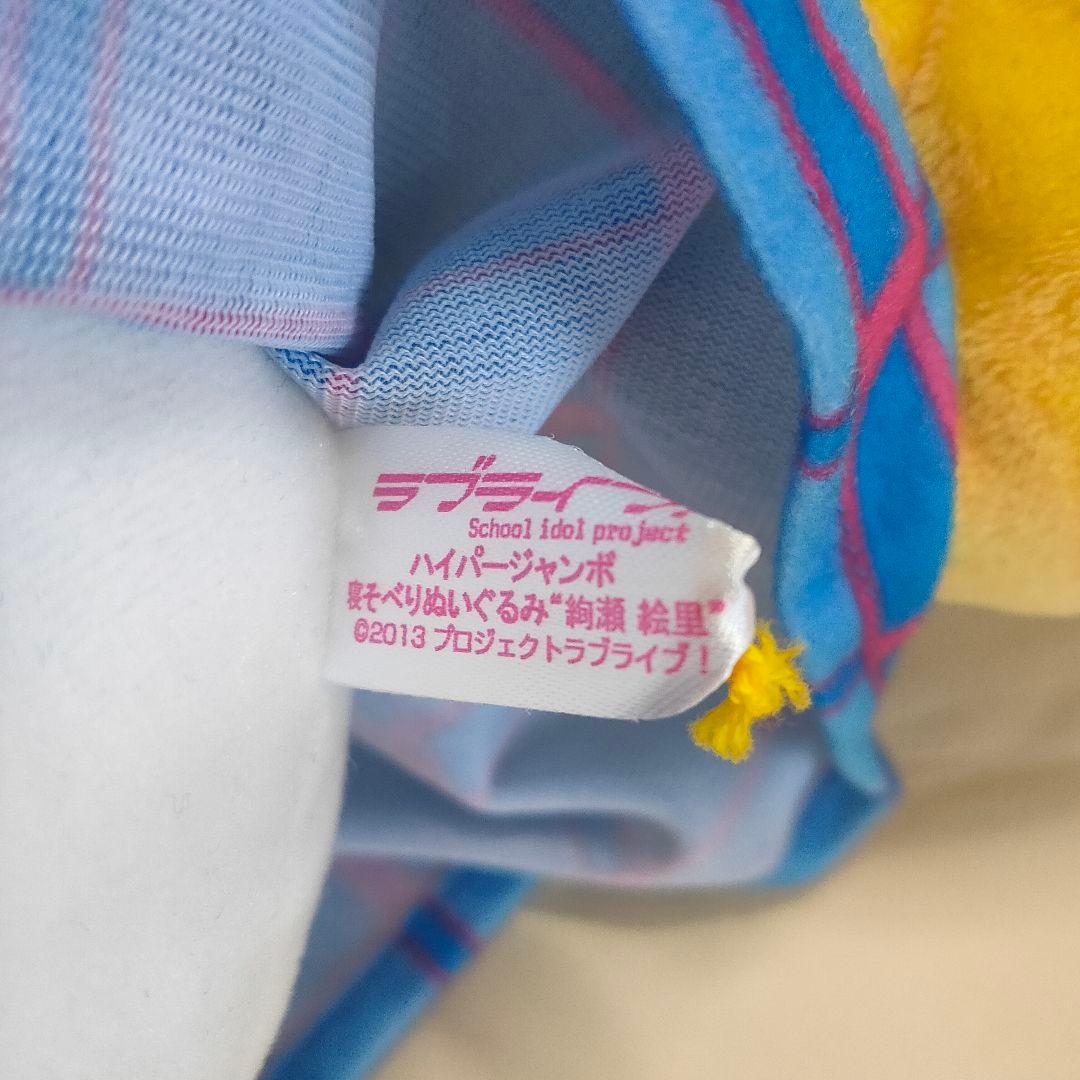 ラブライブ!
School idol project
ハイパージャンボ
寝そべりぬいぐるみ“絢瀬 絵里”
©2013 プロジェクトラブライブ！